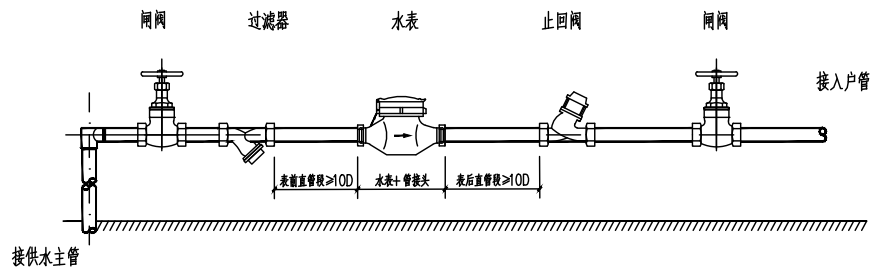 闸阀
过滤器
水表
止回阀
闸阀
接入户管
表前直管段≥10D
水表+管接头
表后直管段≥10D
接供水主管